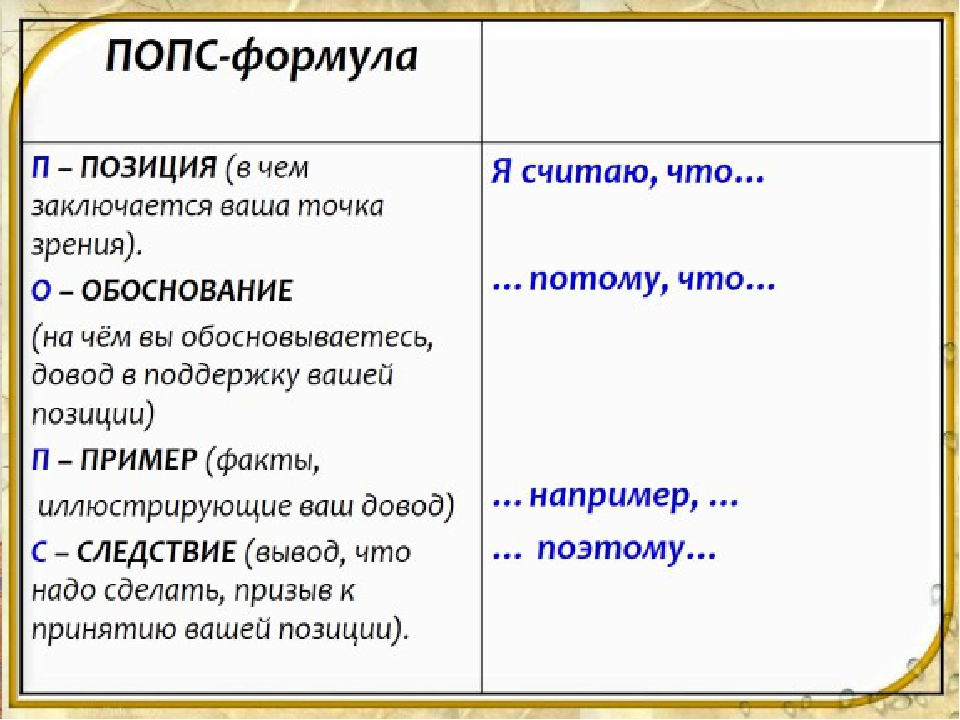 ПОПС-формула
П – ПОЗИЦИЯ (в чем
заключается ваша точка
зрения).
О – ОБОСНОВАНИЕ
(на чём вы обосновываетесь,
довод в поддержку вашей
позиции)
П – ПРИМЕР (факты,
иллюстрирующие ваш довод)
С – СЛЕДСТВИЕ (вывод, что
надо сделать, призыв к
принятию вашей позиции).
Я считаю, что...
... потому, что...
... например, ...
... поэтому...